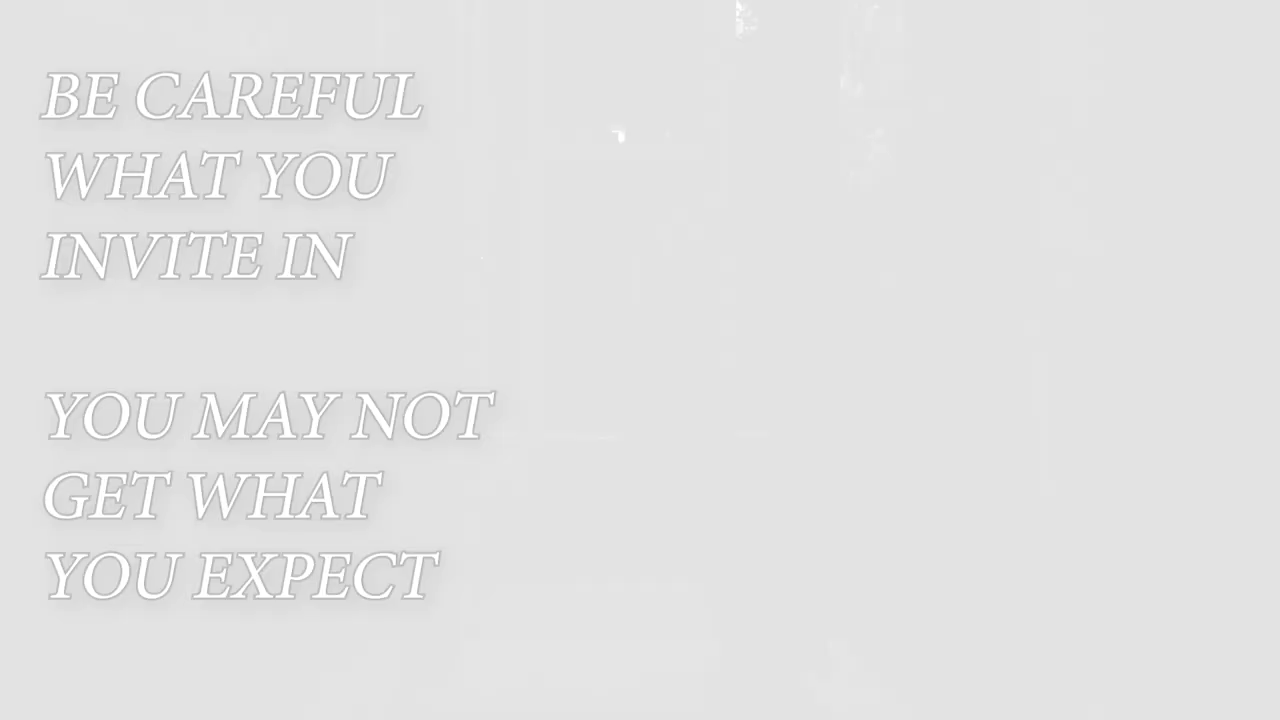 BE CAREFUL
WHAT YOU
INVITE IN
YOU MAY NOT
GET WHAT
YOU EXPECT